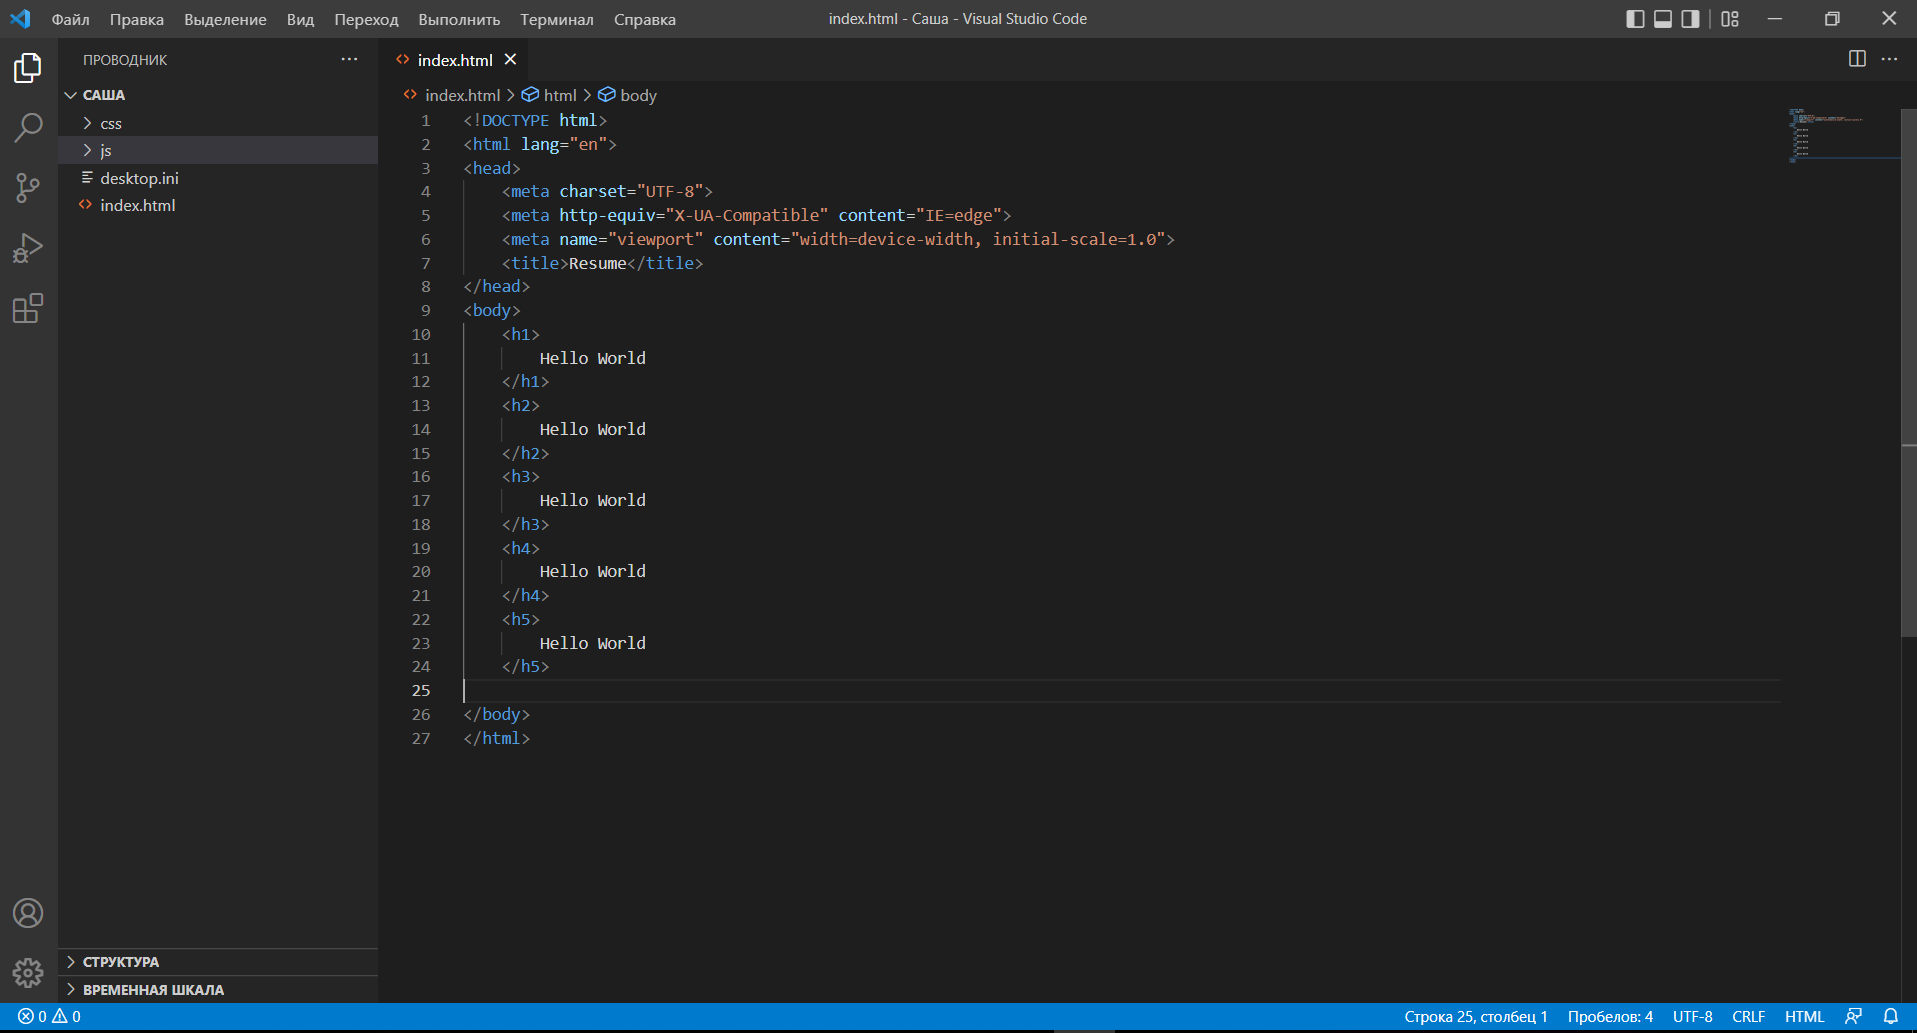 Файл Правка Выделение Вид Переход Выполнить Терминал Справка index.html - Саша - Visual Studio Code
ПРОВОДНИК
САША
css
js
desktop.ini
index.html
index.html
index.html html body
1 <!DOCTYPE html>
2 <html lang="en">
3 <head>
4 <meta charset="UTF-8">
5 <meta http-equiv="X-UA-Compatible" content="IE=edge">
6 <meta name="viewport" content="width=device-width, initial-scale=1.0">
7 <title>Resume</title>
8 </head>
9 <body>
10 <h1>
11 Hello World
12 </h1>
13 <h2>
14 Hello World
15 </h2>
16 <h3>
17 Hello World
18 </h3>
19 <h4>
20 Hello World
21 </h4>
22 <h5>
23 Hello World
24 </h5>
25
26 </body>
27 </html>
СТРУКТУРА
ВРЕМЕННАЯ ШКАЛА
0 0 Строка 25, столбец 1 Пробелов: 4 UTF-8 CRLF HTML